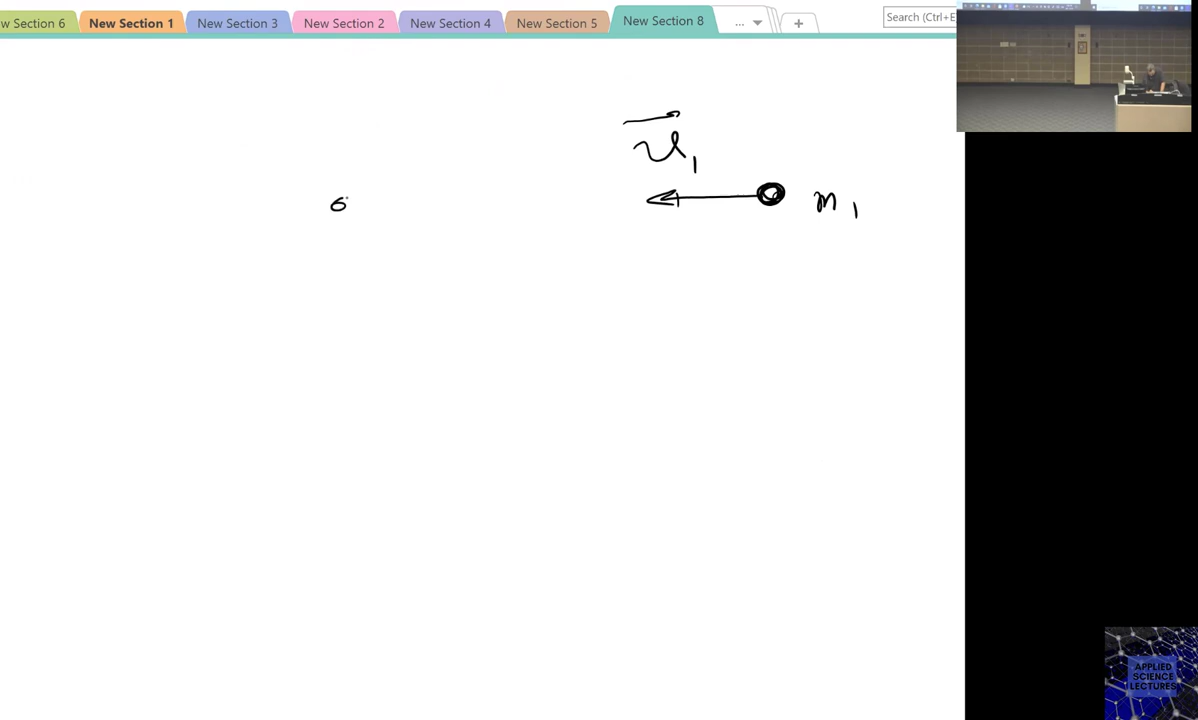 w Section 6 New Section 1 New Section 3 New Section 2 New Section 4 New Section 5 New Section 8 ... +
Search (Ctrl+E
v⃗₁
m₁
APPLIED
SCIENCE
LECTURES